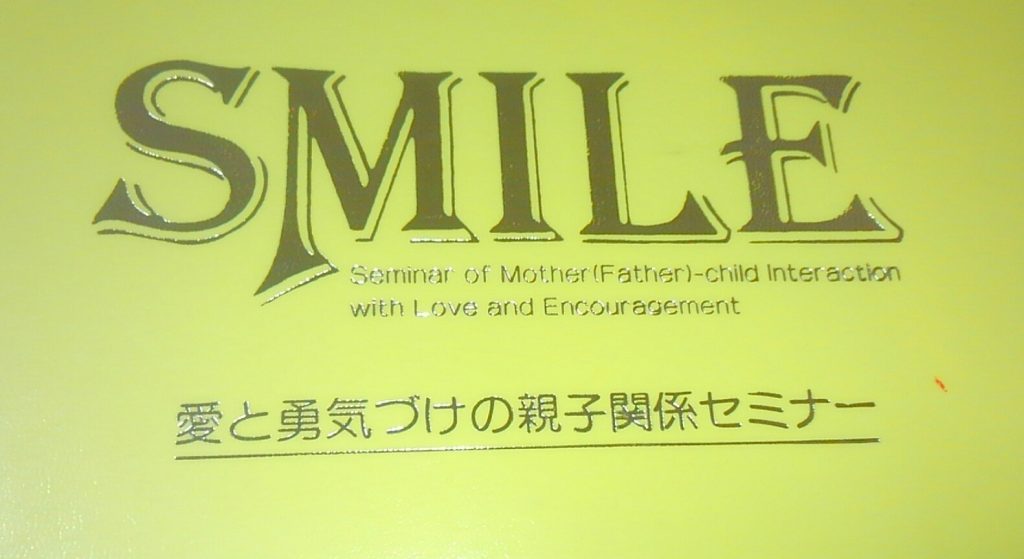 SMILE
Seminar of Mother(Father)-child Interaction
with Love and Encouragement
愛と勇気づけの親子関係セミナー